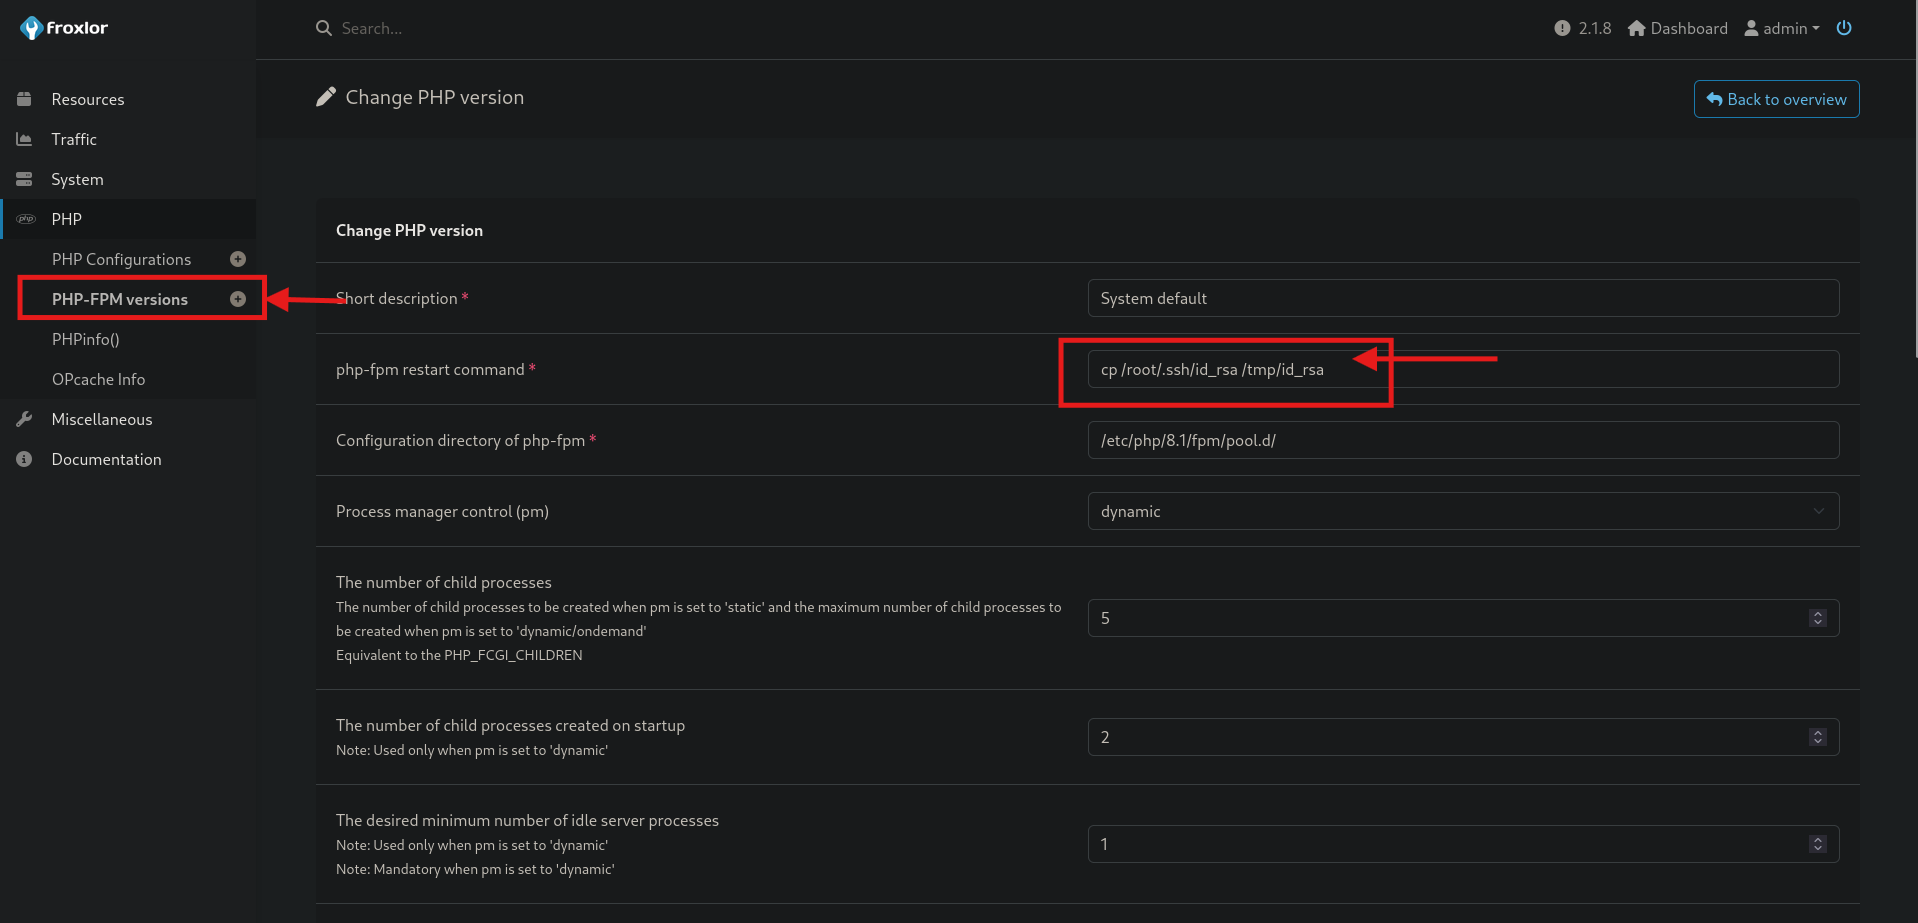 froxlor
Search...
2.1.8
Dashboard
admin
Resources
Traffic
System
php
PHP
PHP Configurations
PHP-FPM versions
PHPinfo()
OPcache Info
Miscellaneous
Documentation
Change PHP version
Back to overview
Change PHP version
Short description *
System default
php-fpm restart command *
cp /root/.ssh/id_rsa /tmp/id_rsa
Configuration directory of php-fpm *
/etc/php/8.1/fpm/pool.d/
Process manager control (pm)
dynamic
The number of child processes
The number of child processes to be created when pm is set to 'static' and the maximum number of child processes to
be created when pm is set to 'dynamic/ondemand'
Equivalent to the PHP_FCGI_CHILDREN
5
The number of child processes created on startup
Note: Used only when pm is set to 'dynamic'
2
The desired minimum number of idle server processes
Note: Used only when pm is set to 'dynamic'
Note: Mandatory when pm is set to 'dynamic'
1